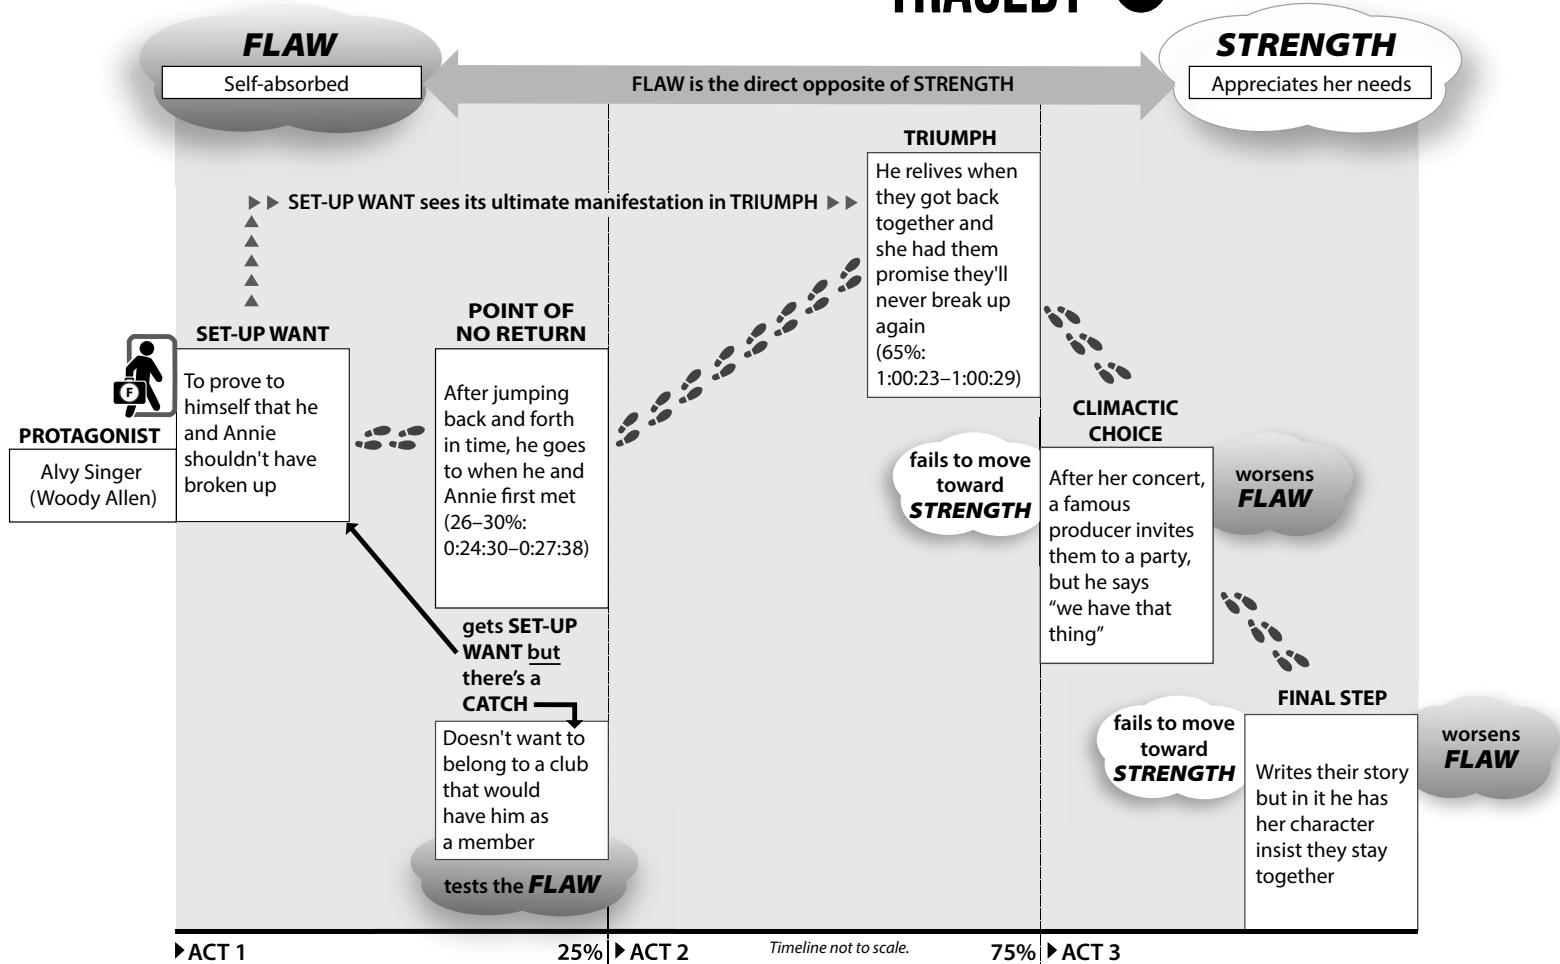 TRAGEDY
FLAW
Self-absorbed
FLAW is the direct opposite of STRENGTH
STRENGTH
Appreciates her needs
SET-UP WANT sees its ultimate manifestation in TRIUMPH
TRIUMPH
He relives when
they got back
together and
she had them
promise they'll
never break up
again
(65%:
1:00:23–1:00:29)
PROTAGONIST
Alvy Singer
(Woody Allen)
F
SET-UP WANT
To prove to
himself that he
and Annie
shouldn't have
broken up
POINT OF
NO RETURN
After jumping
back and forth
in time, he goes
to when he and
Annie first met
(26–30%:
0:24:30–0:27:38)
gets SET-UP
WANT but
there's a
CATCH
Doesn't want to
belong to a club
that would
have him as
a member
tests the FLAW
CLIMACTIC
CHOICE
fails to move
toward
STRENGTH
After her concert,
a famous
producer invites
them to a party,
but he says
“we have that
thing”
worsens
FLAW
FINAL STEP
fails to move
toward
STRENGTH
Writes their story
but in it he has
her character
insist they stay
together
worsens
FLAW
ACT 1
25%
ACT 2
Timeline not to scale.
75%
ACT 3